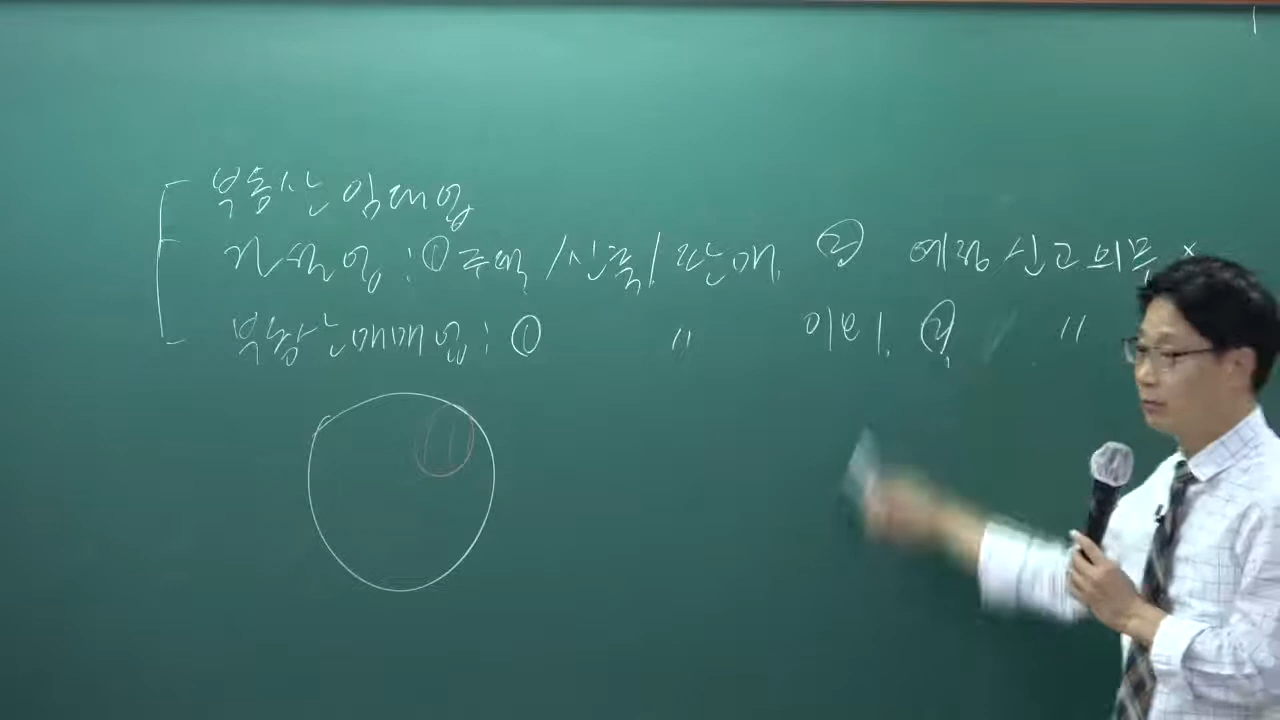 부동산 임대업
건설업 : ① 주택/신축/판매, ② 예정신고의무 ×
부동산매매업 : ① 〃 이외, ② 〃